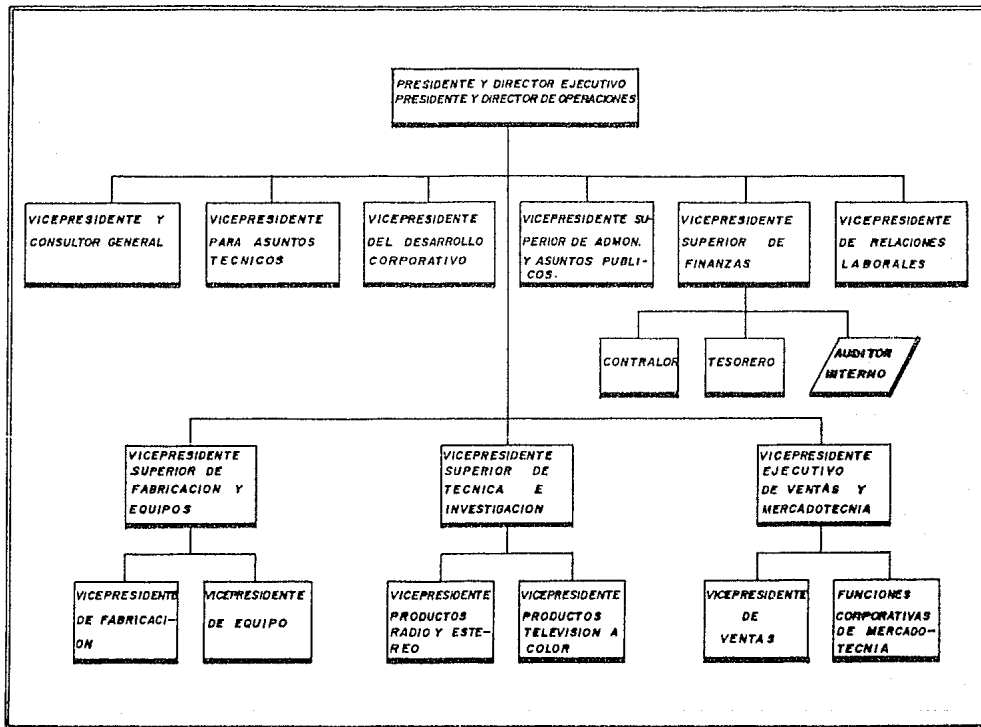 PRESIDENTE Y DIRECTOR EJECUTIVO
PRESIDENTE Y DIRECTOR DE OPERACIONES
VICEPRESIDENTE Y
CONSULTOR GENERAL
VICEPRESIDENTE
PARA ASUNTOS
TECNICOS
VICEPRESIDENTE
DEL DESARROLLO
CORPORATIVO
VICEPRESIDENTE SU-
PERIOR DE ADMON.
Y ASUNTOS PUBLI-
COS.
VICEPRESIDENTE
SUPERIOR DE
FINANZAS
VICEPRESIDENTE
DE RELACIONES
LABORALES
CONTRALOR
TESORERO
AUDITOR
INTERNO
VICEPRESIDENTE
SUPERIOR DE
FABRICACION Y
EQUIPOS
VICEPRESIDENTE
SUPERIOR DE
TECNICA E
INVESTIGACION
VICEPRESIDENTE
EJECUTIVO
DE VENTAS Y
MERCADOTECNIA
VICEPRESIDENTE
DE FABRICACI-
ON
VICEPRESIDENTE
DE EQUIPO
VICEPRESIDENTE
PRODUCTOS
RADIO Y ESTE-
REO
VICEPRESIDENTE
PRODUCTOS
TELEVISION A
COLOR
VICEPRESIDENTE
DE
VENTAS
FUNCIONES
CORPORATIVAS
DE MERCADO-
TECNIA